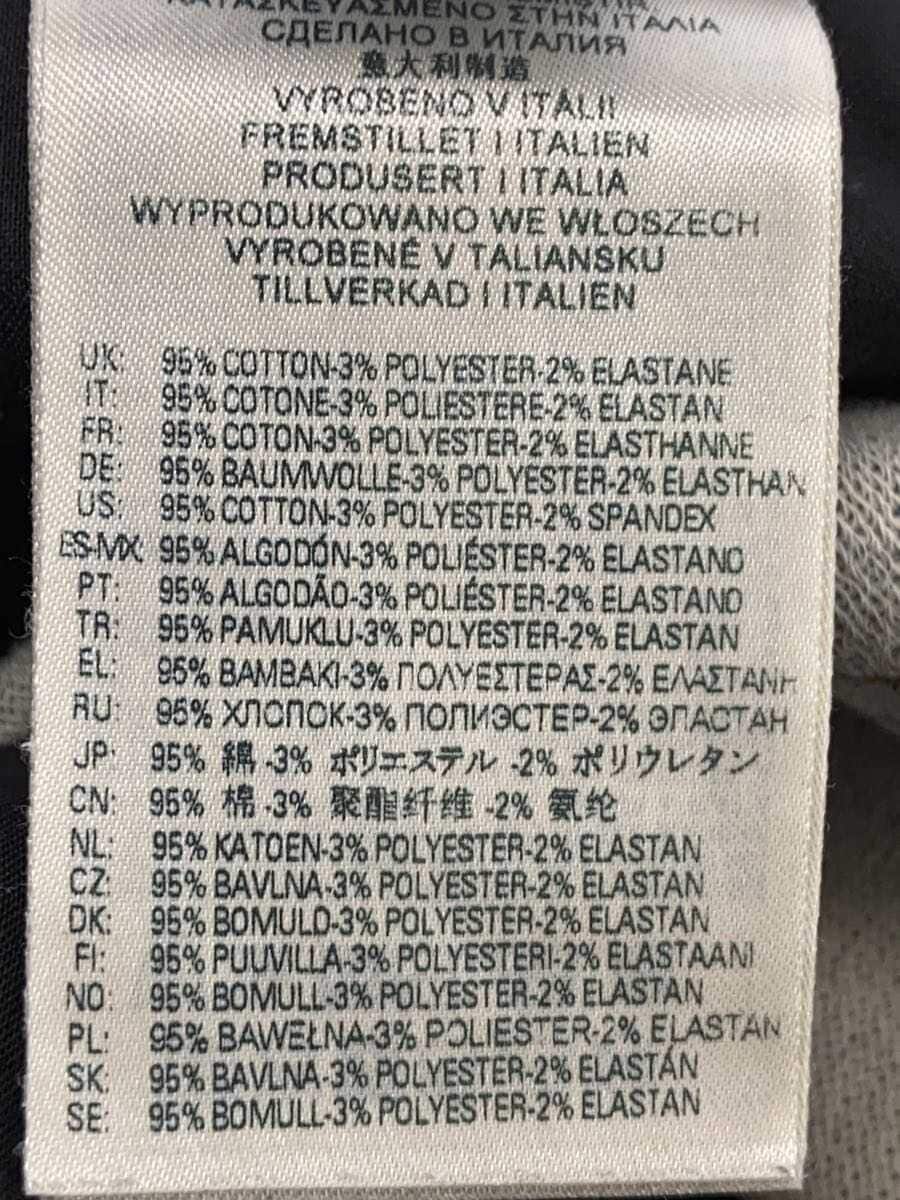 ΚΑΤΑΣΚΕΥΑΣΜΕΝΟ ΣΤΗΝ ΙΤΑΛΙΑ
СДЕЛАНО В ИТАЛИЯ
意大利制造
VYROBENO V ITALII
FREMSTILLET I ITALIEN
PRODUSERT I ITALIA
WYPRODUKOWANO WE WŁOSZECH
VYROBENÉ V TALIANSKU
TILLVERKAD I ITALIEN
UK: 95% COTTON-3% POLYESTER-2% ELASTANE
IT: 95% COTONE-3% POLIESTERE-2% ELASTAN
FR: 95% COTON-3% POLYESTER-2% ELASTHANNE
DE: 95% BAUMWOLLE-3% POLYESTER-2% ELASTHAN
US: 95% COTTON-3% POLYESTER-2% SPANDEX
ES-MX: 95% ALGODÓN-3% POLIÉSTER-2% ELASTANO
PT: 95% ALGODÃO-3% POLIÉSTER-2% ELASTANO
TR: 95% PAMUKLU-3% POLYESTER-2% ELASTAN
EL: 95% ΒΑΜΒΑΚΙ-3% ΠΟΛΥΕΣΤΕΡΑΣ-2% ΕΛΑΣΤΑΝΗ
RU: 95% ХЛОПОК-3% ПОЛИЭСТЕР-2% ЭЛАСТАН
JP: 95% 綿 -3% ポリエステル -2% ポリウレタン
CN: 95% 棉 -3% 聚酯纤维 -2% 氨纶
NL: 95% KATOEN-3% POLYESTER-2% ELASTAN
CZ: 95% BAVLNA-3% POLYESTER-2% ELASTAN
DK: 95% BOMULD-3% POLYESTER-2% ELASTAN
FI: 95% PUUVILLA-3% POLYESTERI-2% ELASTAANI
NO: 95% BOMULL-3% POLYESTER-2% ELASTAN
PL: 95% BAWEŁNA-3% POLIESTER-2% ELASTAN
SK: 95% BAVLNA-3% POLYESTER-2% ELASTÁN
SE: 95% BOMULL-3% POLYESTER-2% ELASTAN